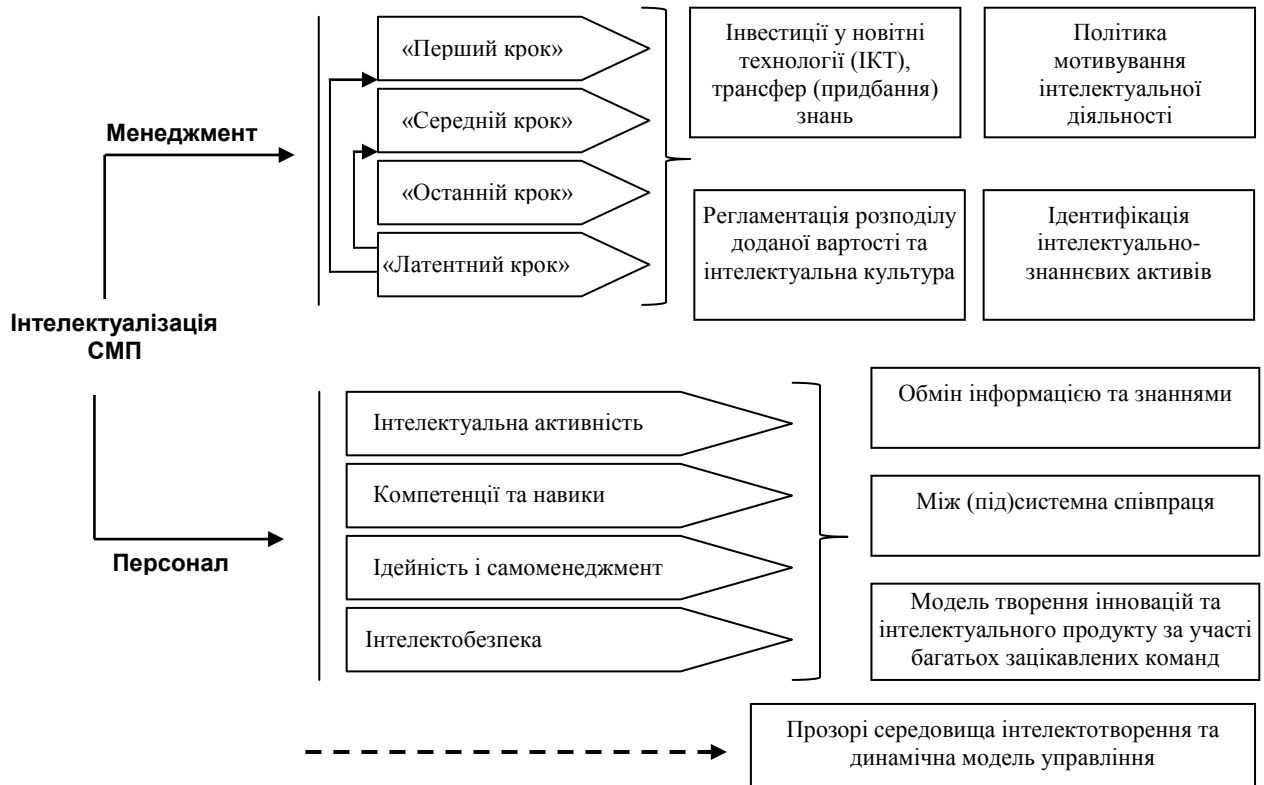 Інтелектуалізація
СМП
Менеджмент
«Перший крок»
«Середній крок»
«Останній крок»
«Латентний крок»
Інвестиції у новітні
технології (ІКТ),
трансфер (придбання)
знань
Політика
мотивування
інтелектуальної
діяльності
Регламентація розподілу
доданої вартості та
інтелектуальна культура
Ідентифікація
інтелектуально-
знаннєвих активів
Персонал
Інтелектуальна активність
Компетенції та навики
Ідейність і самоменеджмент
Інтелектобезпека
Обмін інформацією та знаннями
Між (під)системна співпраця
Модель творення інновацій та
інтелектуального продукту за участі
багатьох зацікавлених команд
Прозорі середовища інтелектотворення та
динамічна модель управління